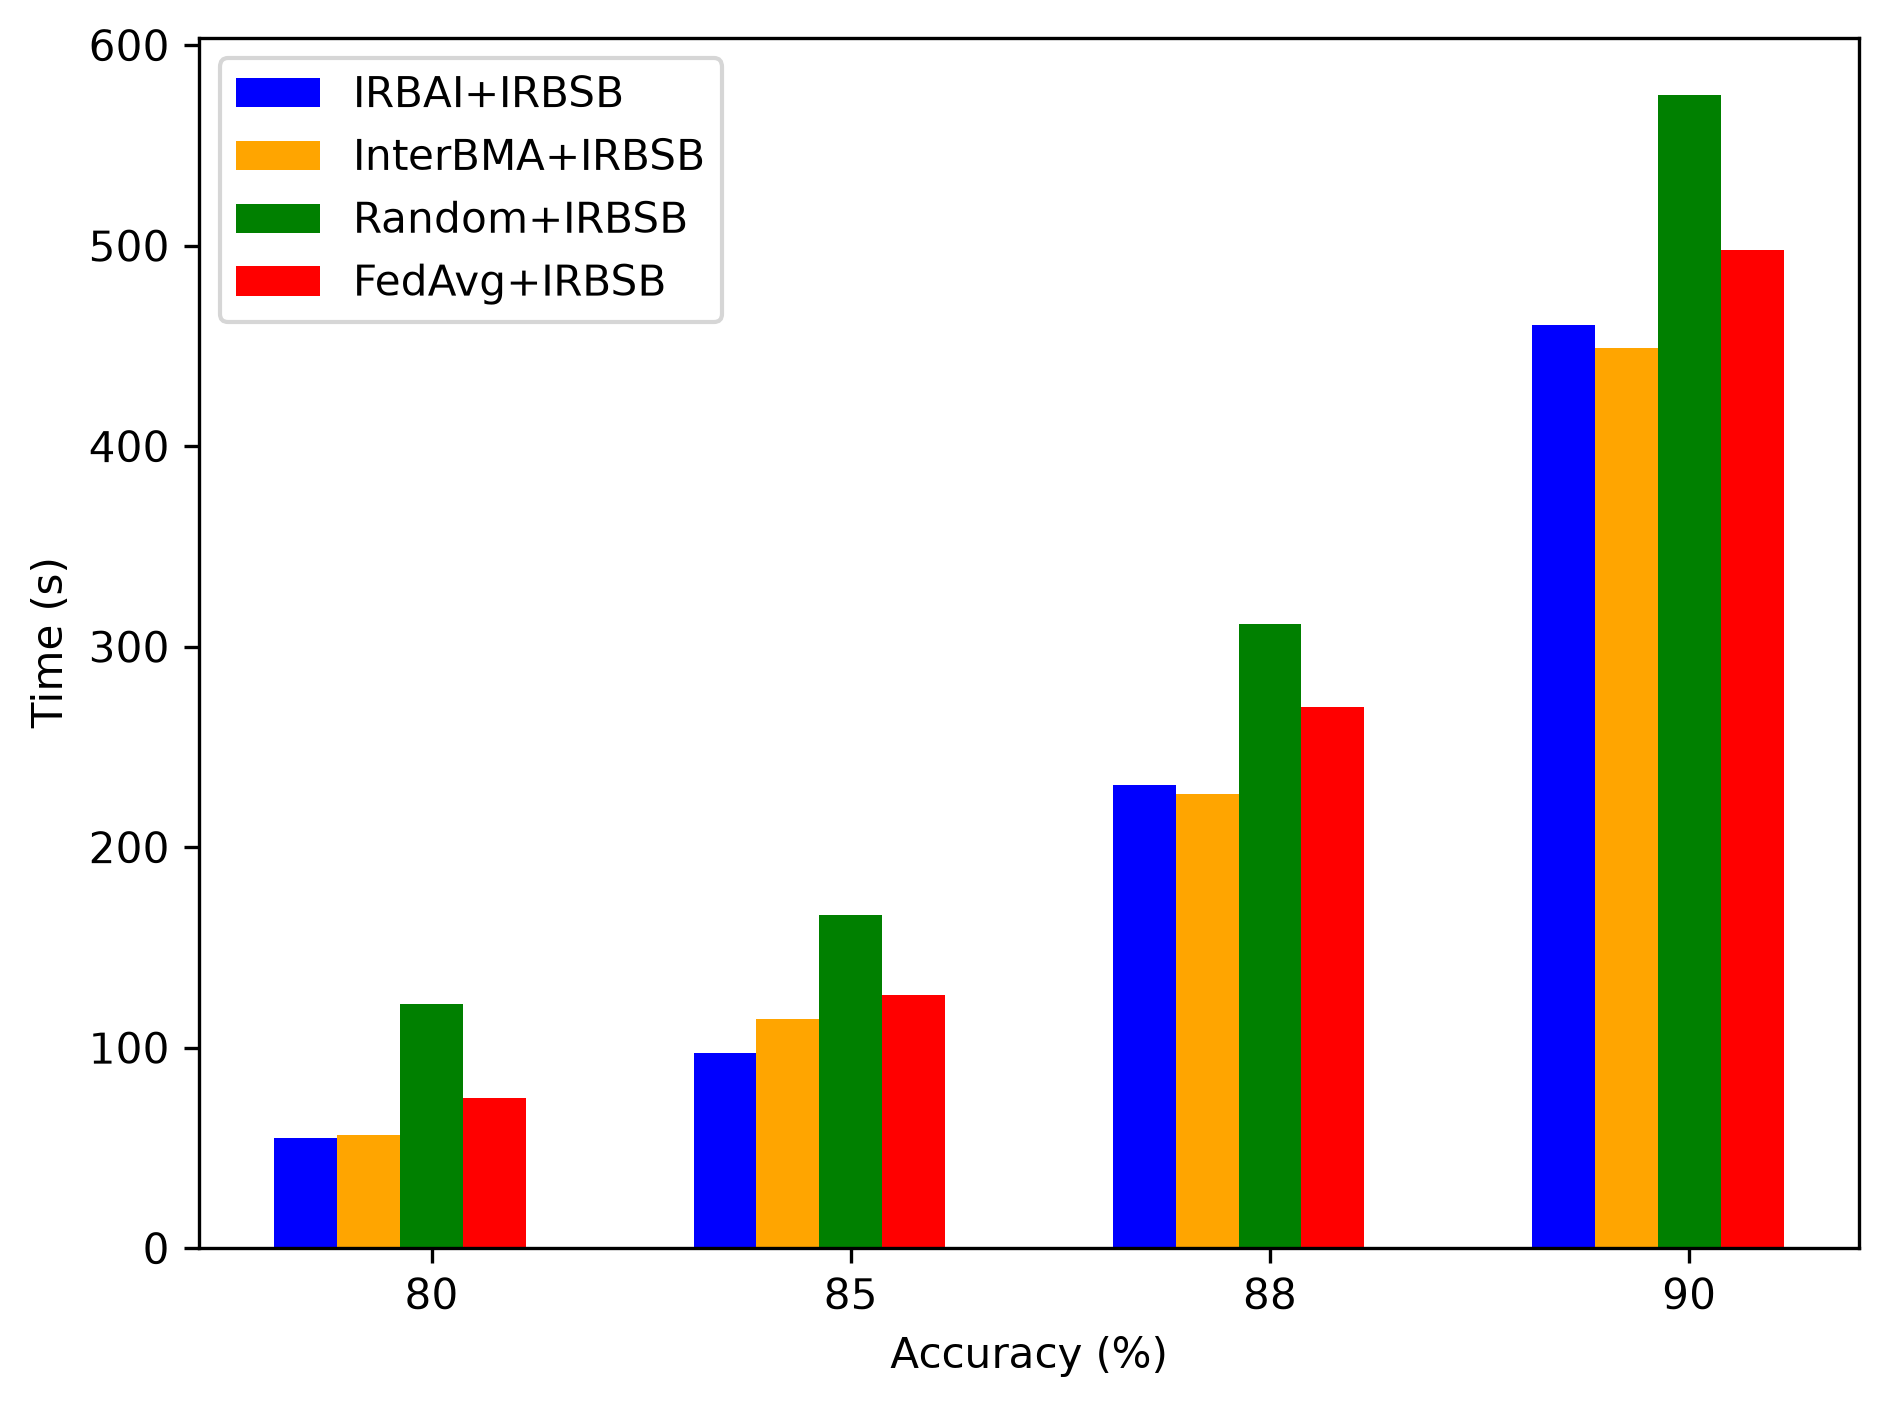 600
500
400
300
200
100
0
Time (s)
IRBAI+IRBSB
InterBMA+IRBSB
Random+IRBSB
FedAvg+IRBSB
80 85 88 90
Accuracy (%)